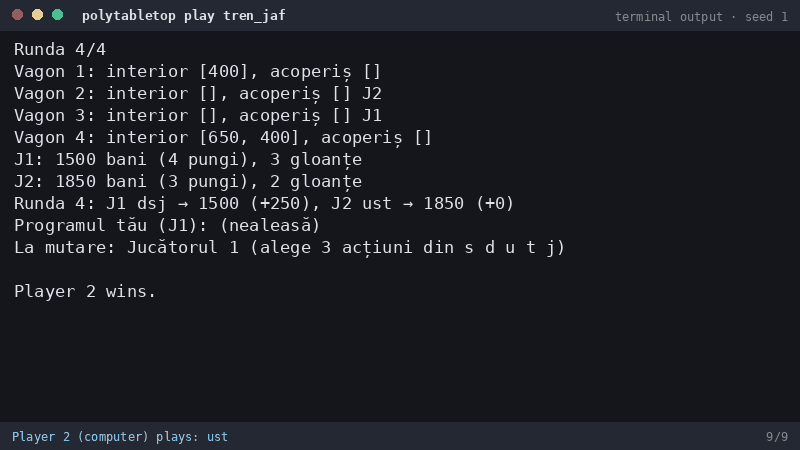 polytabletop play tren_jaf
terminal output · seed 1
Runda 4/4
Vagon 1: interior [400], acoperiș []
Vagon 2: interior [], acoperiș [] J2
Vagon 3: interior [], acoperiș [] J1
Vagon 4: interior [650, 400], acoperiș []
J1: 1500 bani (4 pungi), 3 gloanțe
J2: 1850 bani (3 pungi), 2 gloanțe
Runda 4: J1 dsj → 1500 (+250), J2 ust → 1850 (+0)
Programul tău (J1): (nealeasă)
La mutare: Jucătorul 1 (alege 3 acțiuni din s d u t j)
Player 2 wins.
Player 2 (computer) plays: ust
9/9